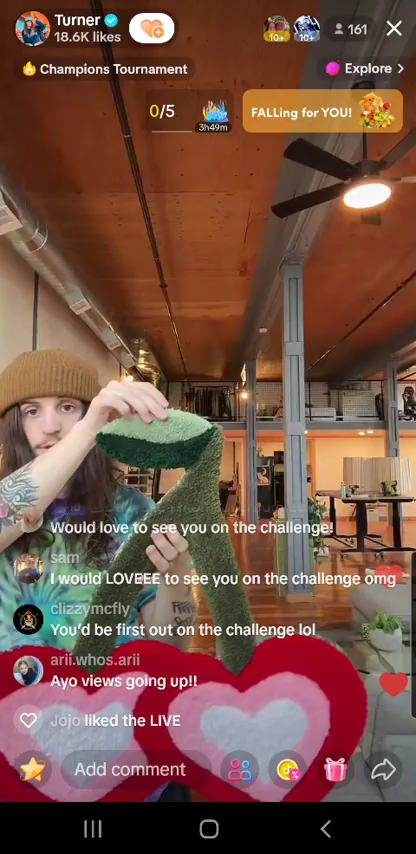 Turner
18.6K likes
10+
10+
161
Champions Tournament
Explore >
0/5
3h49m
FALLing for YOU!
Would love to see you on the challenge!
sam
I would LOVEEE to see you on the challenge omg
clizzymcfly
You'd be first out on the challenge lol
arii.whos.arii
Ayo views going up!!
Jojo liked the LIVE
Add comment